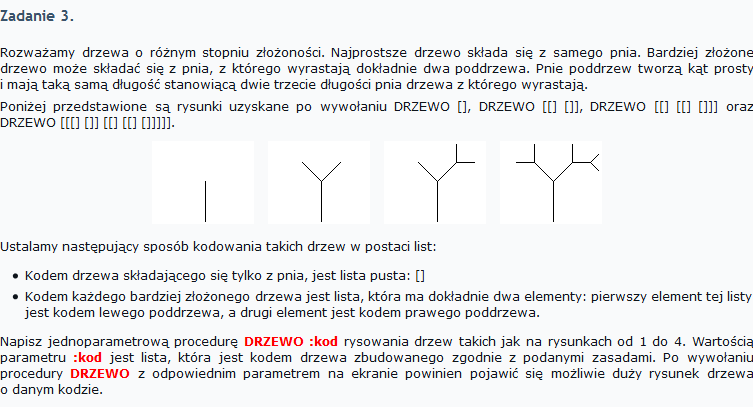 Zadanie 3.
Rozważamy drzewa o różnym stopniu złożoności. Najprostsze drzewo składa się z samego pnia. Bardziej złożone
drzewo może składać się z pnia, z którego wyrastają dokładnie dwa poddrzewa. Pnie poddrzew tworzą kąt prosty
i mają taką samą długość stanowiącą dwie trzecie długości pnia drzewa z którego wyrastają.
Poniżej przedstawione są rysunki uzyskane po wywołaniu DRZEWO [], DRZEWO [[] []], DRZEWO [[] [[] []]] oraz
DRZEWO [[[] []] [[] [[] []]]]].
Ustalamy następujący sposób kodowania takich drzew w postaci list:
• Kodem drzewa składającego się tylko z pnia, jest lista pusta: []
• Kodem każdego bardziej złożonego drzewa jest lista, która ma dokładnie dwa elementy: pierwszy element tej listy
jest kodem lewego poddrzewa, a drugi element jest kodem prawego poddrzewa.
Napisz jednoparametrową procedurę DRZEWO :kod rysowania drzew takich jak na rysunkach od 1 do 4. Wartością
parametru :kod jest lista, która jest kodem drzewa zbudowanego zgodnie z podanymi zasadami. Po wywołaniu
procedury DRZEWO z odpowiednim parametrem na ekranie powinien pojawić się możliwie duży rysunek drzewa
o danym kodzie.